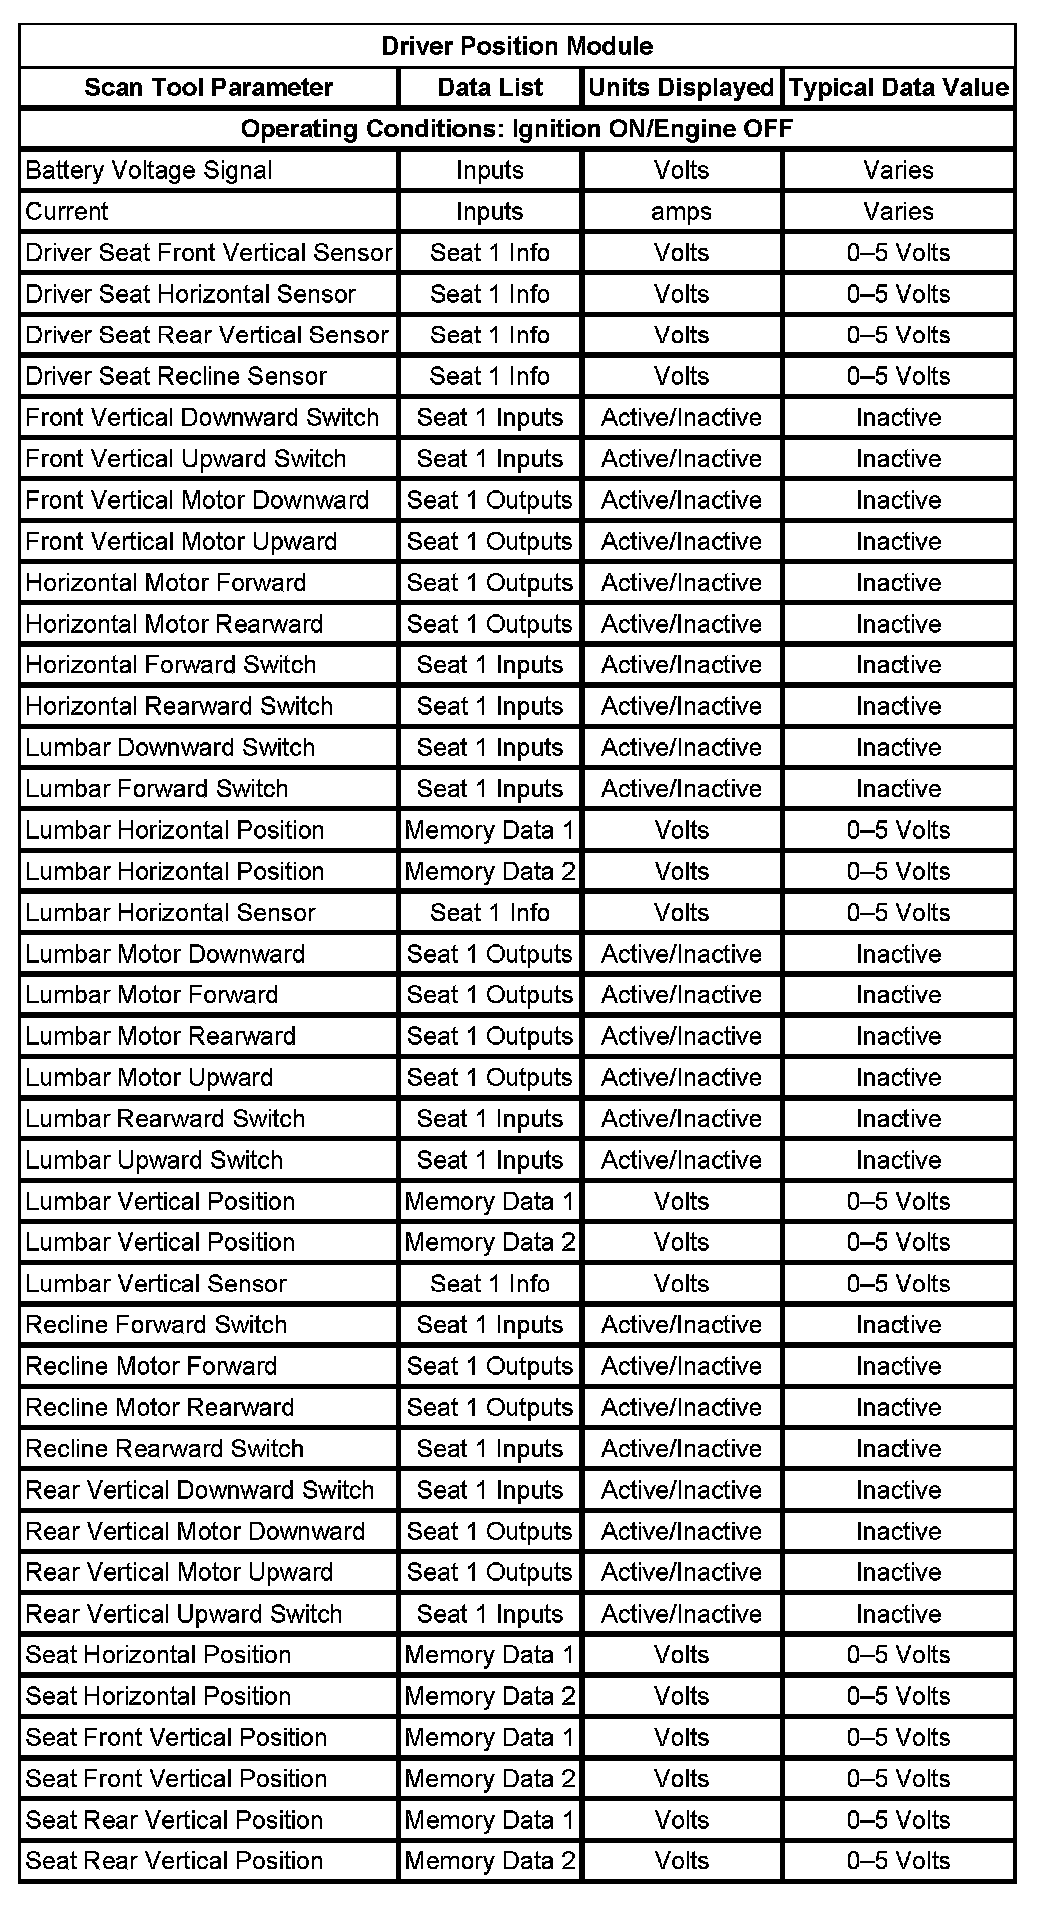 Driver Position Module
Scan Tool Parameter Data List Units Displayed Typical Data Value
Operating Conditions: Ignition ON/Engine OFF
Battery Voltage Signal Inputs Volts Varies
Current Inputs amps Varies
Driver Seat Front Vertical Sensor Seat 1 Info Volts 0–5 Volts
Driver Seat Horizontal Sensor Seat 1 Info Volts 0–5 Volts
Driver Seat Rear Vertical Sensor Seat 1 Info Volts 0–5 Volts
Driver Seat Recline Sensor Seat 1 Info Volts 0–5 Volts
Front Vertical Downward Switch Seat 1 Inputs Active/Inactive Inactive
Front Vertical Upward Switch Seat 1 Inputs Active/Inactive Inactive
Front Vertical Motor Downward Seat 1 Outputs Active/Inactive Inactive
Front Vertical Motor Upward Seat 1 Outputs Active/Inactive Inactive
Horizontal Motor Forward Seat 1 Outputs Active/Inactive Inactive
Horizontal Motor Rearward Seat 1 Outputs Active/Inactive Inactive
Horizontal Forward Switch Seat 1 Inputs Active/Inactive Inactive
Horizontal Rearward Switch Seat 1 Inputs Active/Inactive Inactive
Lumbar Downward Switch Seat 1 Inputs Active/Inactive Inactive
Lumbar Forward Switch Seat 1 Inputs Active/Inactive Inactive
Lumbar Horizontal Position Memory Data 1 Volts 0–5 Volts
Lumbar Horizontal Position Memory Data 2 Volts 0–5 Volts
Lumbar Horizontal Sensor Seat 1 Info Volts 0–5 Volts
Lumbar Motor Downward Seat 1 Outputs Active/Inactive Inactive
Lumbar Motor Forward Seat 1 Outputs Active/Inactive Inactive
Lumbar Motor Rearward Seat 1 Outputs Active/Inactive Inactive
Lumbar Motor Upward Seat 1 Outputs Active/Inactive Inactive
Lumbar Rearward Switch Seat 1 Inputs Active/Inactive Inactive
Lumbar Upward Switch Seat 1 Inputs Active/Inactive Inactive
Lumbar Vertical Position Memory Data 1 Volts 0–5 Volts
Lumbar Vertical Position Memory Data 2 Volts 0–5 Volts
Lumbar Vertical Sensor Seat 1 Info Volts 0–5 Volts
Recline Forward Switch Seat 1 Inputs Active/Inactive Inactive
Recline Motor Forward Seat 1 Outputs Active/Inactive Inactive
Recline Motor Rearward Seat 1 Outputs Active/Inactive Inactive
Recline Rearward Switch Seat 1 Inputs Active/Inactive Inactive
Rear Vertical Downward Switch Seat 1 Inputs Active/Inactive Inactive
Rear Vertical Motor Downward Seat 1 Outputs Active/Inactive Inactive
Rear Vertical Motor Upward Seat 1 Outputs Active/Inactive Inactive
Rear Vertical Upward Switch Seat 1 Inputs Active/Inactive Inactive
Seat Horizontal Position Memory Data 1 Volts 0–5 Volts
Seat Horizontal Position Memory Data 2 Volts 0–5 Volts
Seat Front Vertical Position Memory Data 1 Volts 0–5 Volts
Seat Front Vertical Position Memory Data 2 Volts 0–5 Volts
Seat Rear Vertical Position Memory Data 1 Volts 0–5 Volts
Seat Rear Vertical Position Memory Data 2 Volts 0–5 Volts